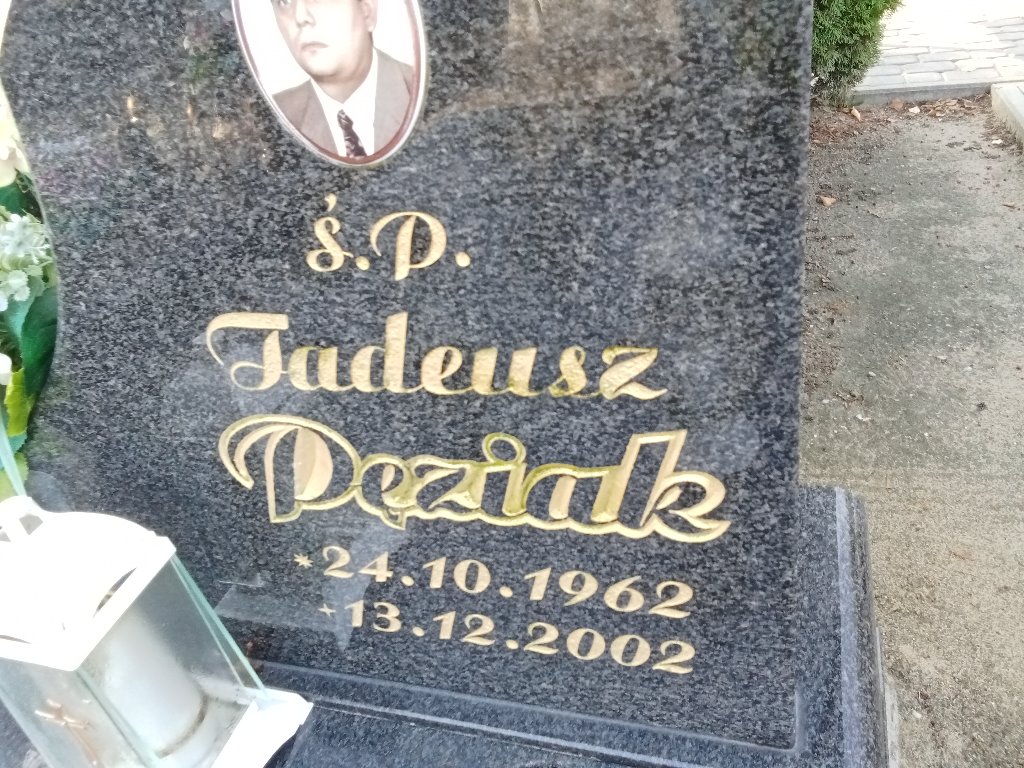 ś.P.
Tadeusz
Pęziak
*24.10.1962
+13.12.2002